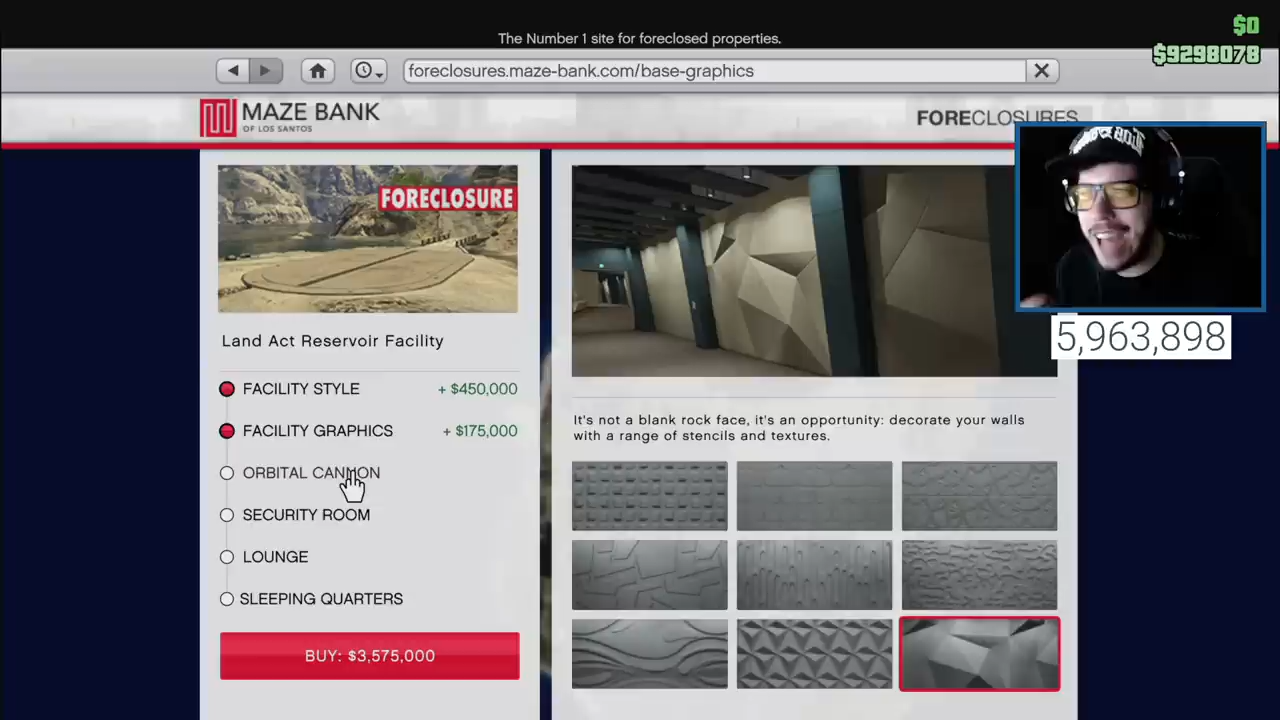 $0
$9298078
The Number 1 site for foreclosed properties.
foreclosures.maze-bank.com/base-graphics
MAZE BANK
OF LOS SANTOS
FORECLOSURES
FORECLOSURE
Land Act Reservoir Facility
FACILITY STYLE + $450,000
FACILITY GRAPHICS + $175,000
ORBITAL CANNON
SECURITY ROOM
LOUNGE
SLEEPING QUARTERS
BUY: $3,575,000
It's not a blank rock face, it's an opportunity: decorate your walls
with a range of stencils and textures.
5,963,898